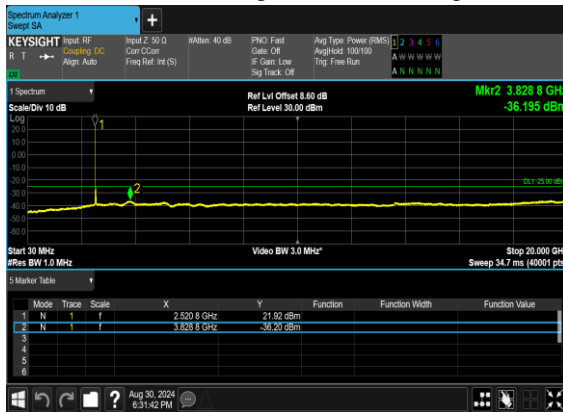 Spectrum Analyzer 1
Swept SA
+
KEYSIGHT Input: RF Input Z: 50 Ω #Atten: 40 dB PNO: Fast Avg Type: Power (RMS) 1 2 3 4 5 6
R T Coupling: DC Corr CCorr Gate: Off Avg|Hold: 100/100 A W W W W W
Align: Auto Freq Ref: Int (S) IF Gain: Low Trig: Free Run
LXI Sig Track: Off A N N N N N
1 Spectrum Ref Lvl Offset 8.60 dB Mkr2 3.828 8 GHz
Scale/Div 10 dB Ref Level 30.00 dBm -36.195 dBm
Log
20.0
10.0
0.00
-10.0
-20.0
-30.0
-40.0
-50.0
-60.0
1
2
DL1 -25.00 dBm
Start 30 MHz Video BW 3.0 MHz* Stop 20.000 GHz
#Res BW 1.0 MHz Sweep 34.7 ms (40001 pts)
5 Marker Table
Mode Trace Scale X Y Function Function Width Function Value
1 N 1 f 2.520 8 GHz 21.92 dBm
2 N 1 f 3.828 8 GHz -36.20 dBm
3
4
5
6
? Aug 30, 2024
6:31:42 PM